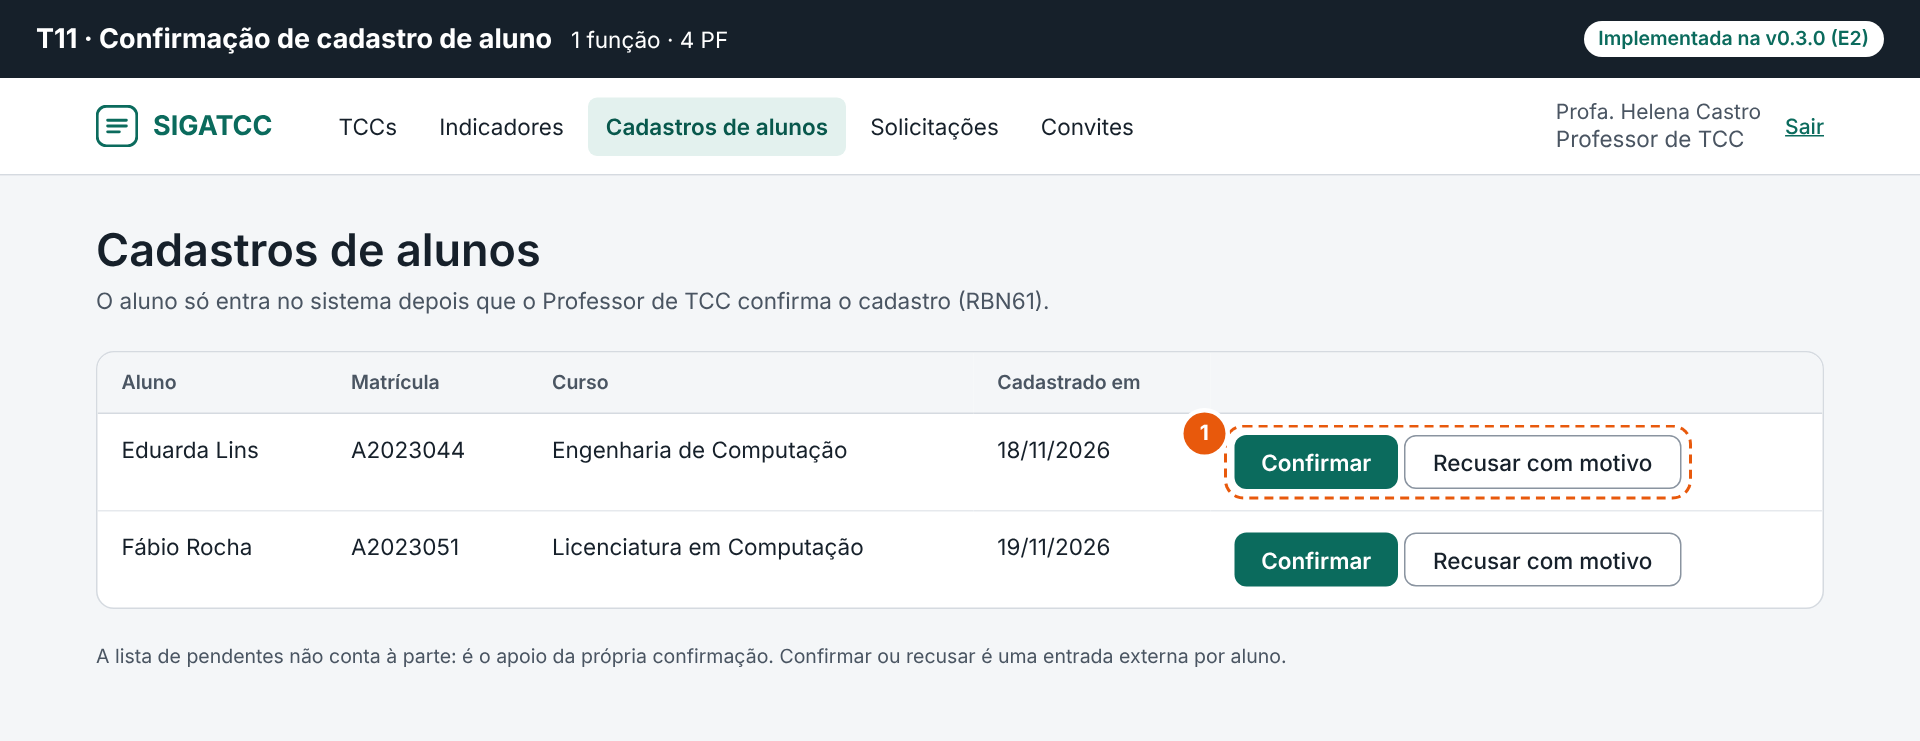 T11 · Confirmação de cadastro de aluno 1 função · 4 PF
Implementada na v0.3.0 (E2)
SIGATCC TCCs Indicadores Cadastros de alunos Solicitações Convites
Profa. Helena Castro
Professor de TCC
Sair
Cadastros de alunos
O aluno só entra no sistema depois que o Professor de TCC confirma o cadastro (RBN61).
Aluno Matrícula Curso Cadastrado em
1
Eduarda Lins A2023044 Engenharia de Computação 18/11/2026 Confirmar Recusar com motivo
Fábio Rocha A2023051 Licenciatura em Computação 19/11/2026 Confirmar Recusar com motivo
A lista de pendentes não conta à parte: é o apoio da própria confirmação. Confirmar ou recusar é uma entrada externa por aluno.